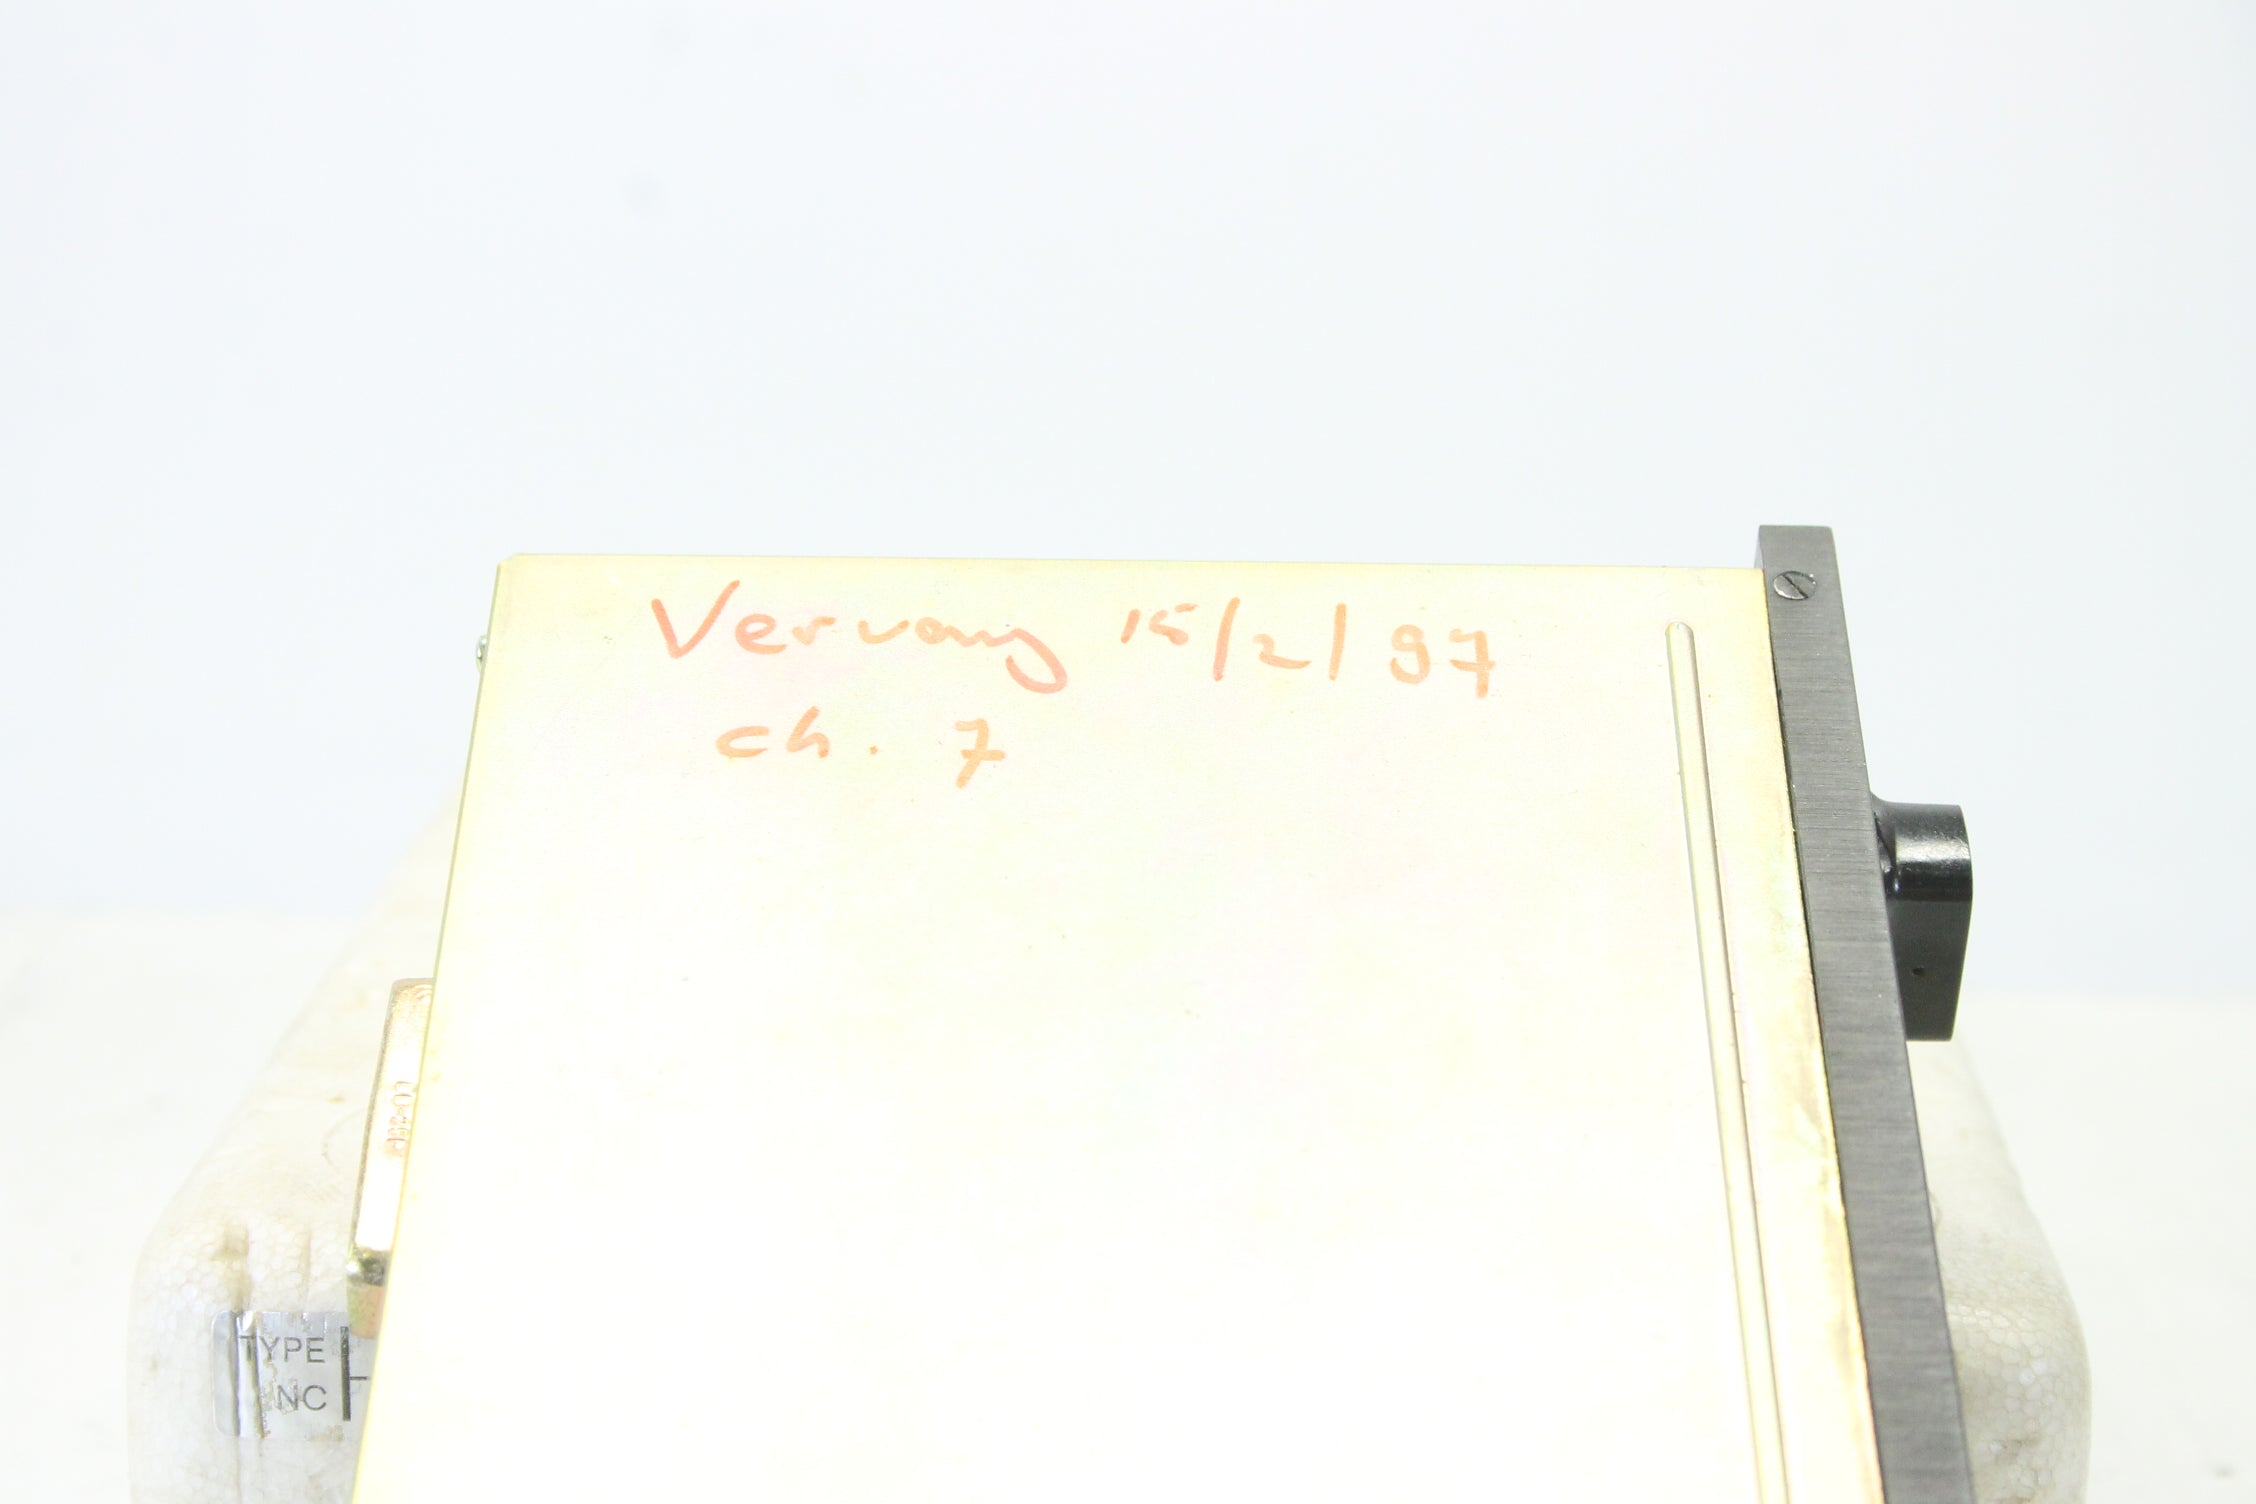 Vervang 15/2/97
ch. 7
TYPE
NC